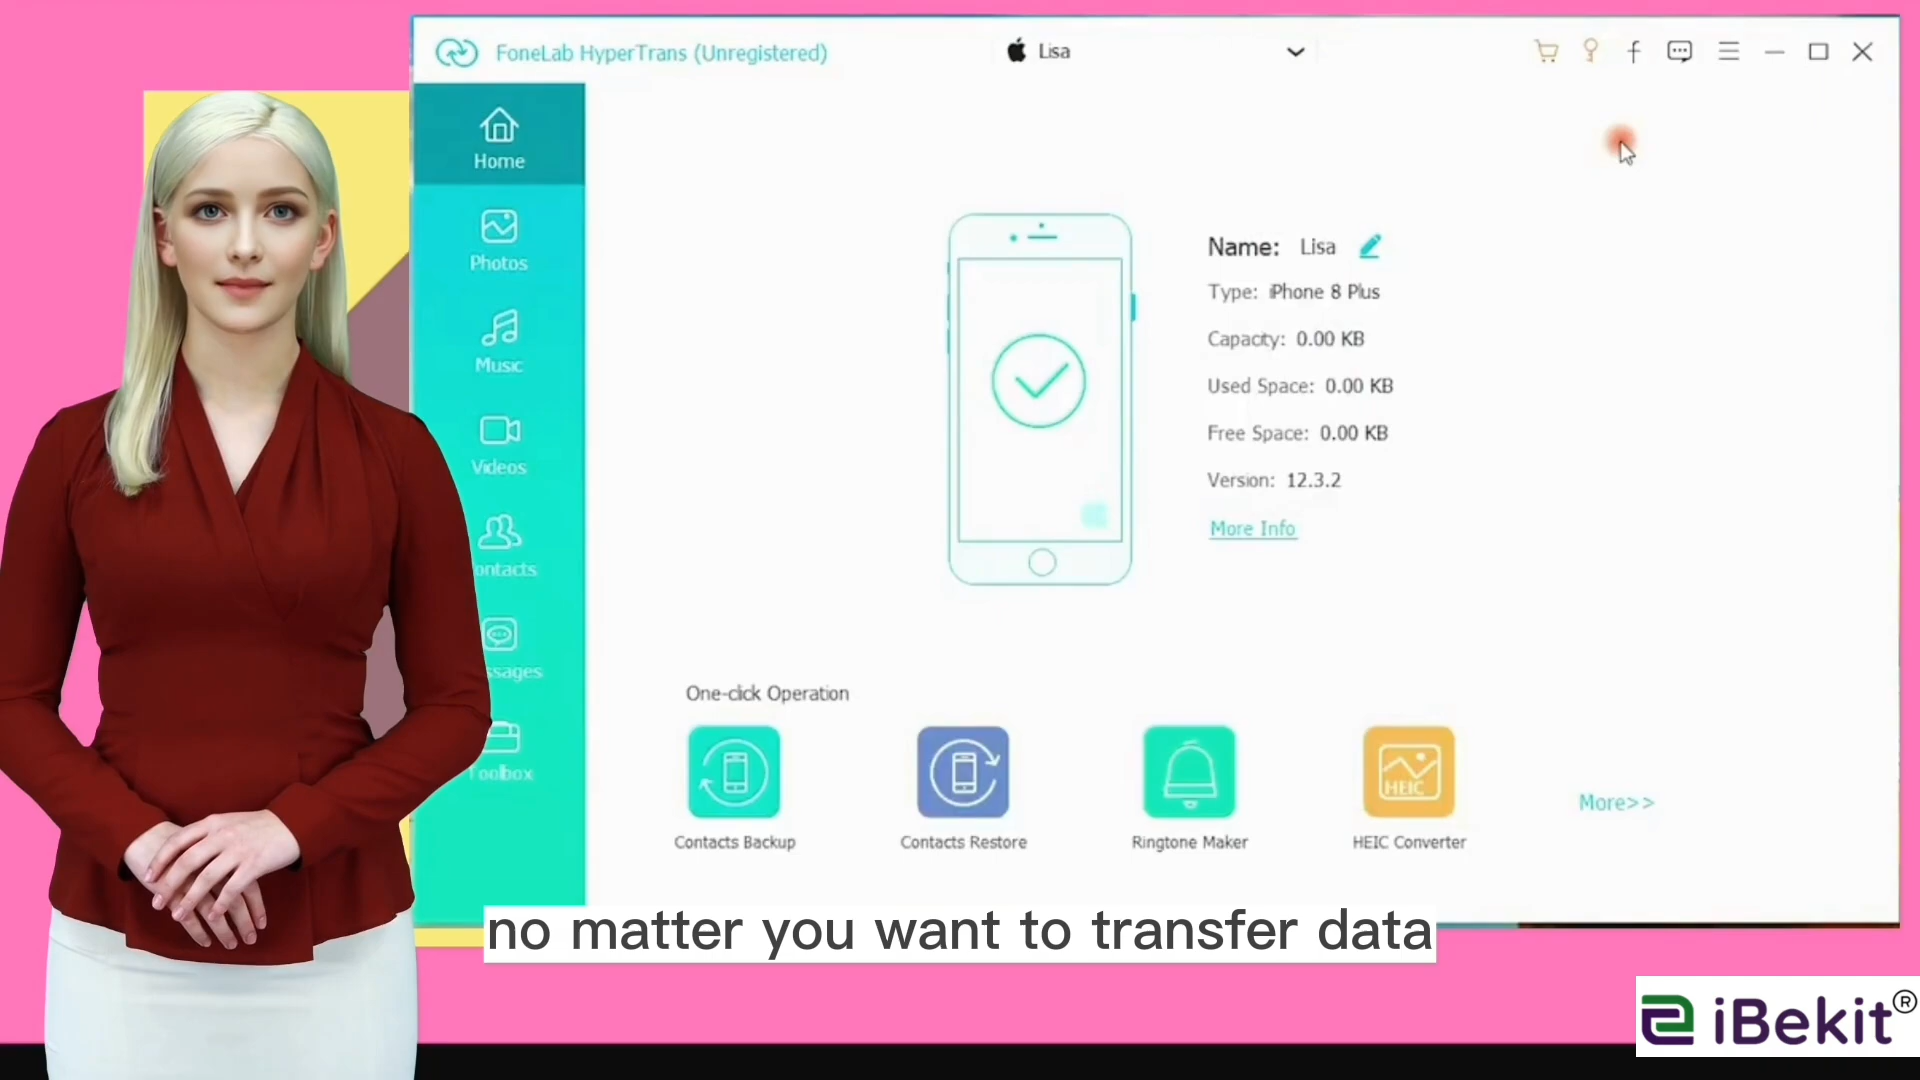 FoneLab HyperTrans (Unregistered)
Lisa
Home
Photos
Music
Videos
ontacts
ssages
Toolbox
Name: Lisa
Type: iPhone 8 Plus
Capacity: 0.00 KB
Used Space: 0.00 KB
Free Space: 0.00 KB
Version: 12.3.2
More Info
One-click Operation
HEIC
Contacts Backup
Contacts Restore
Ringtone Maker
HEIC Converter
More>>
no matter you want to transfer data
iBekit®